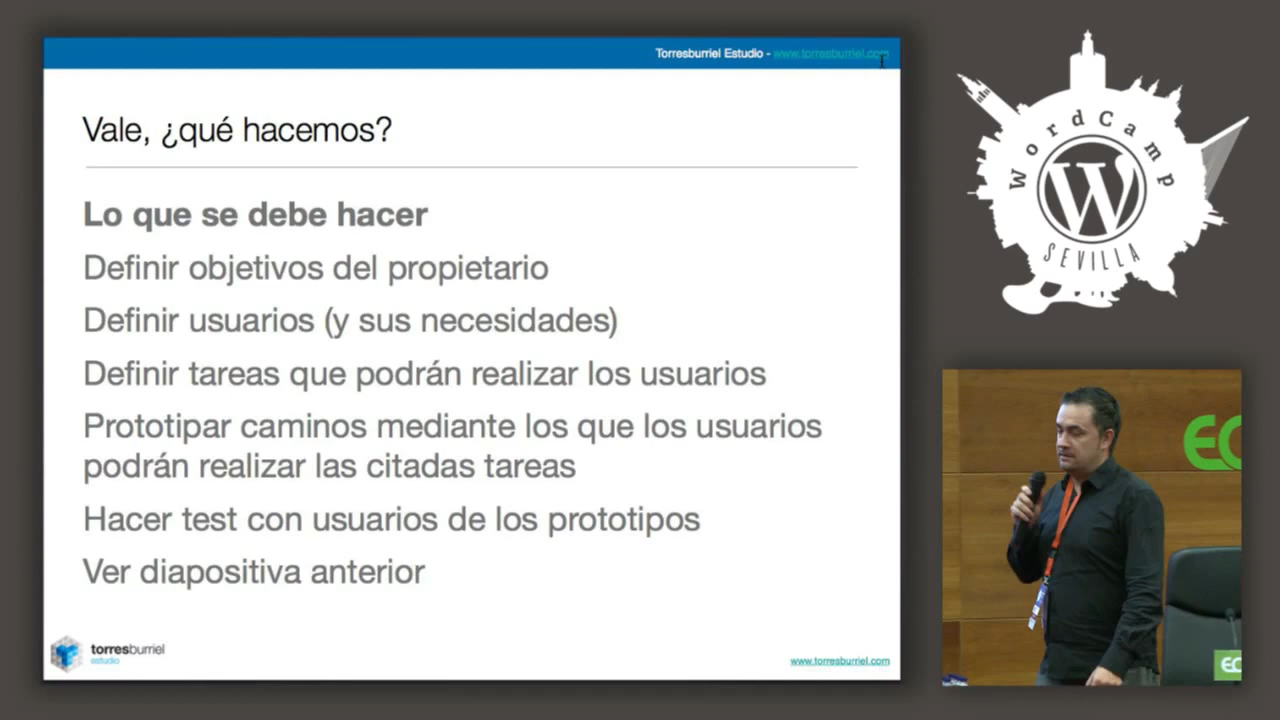 Torresburriel Estudio - www.torresburriel.com
Vale, ¿qué hacemos?
Lo que se debe hacer
Definir objetivos del propietario
Definir usuarios (y sus necesidades)
Definir tareas que podrán realizar los usuarios
Prototipar caminos mediante los que los usuarios
podrán realizar las citadas tareas
Hacer test con usuarios de los prototipos
Ver diapositiva anterior
torresburriel
estudio
www.torresburriel.com
WordCamp
W
SEVILLA